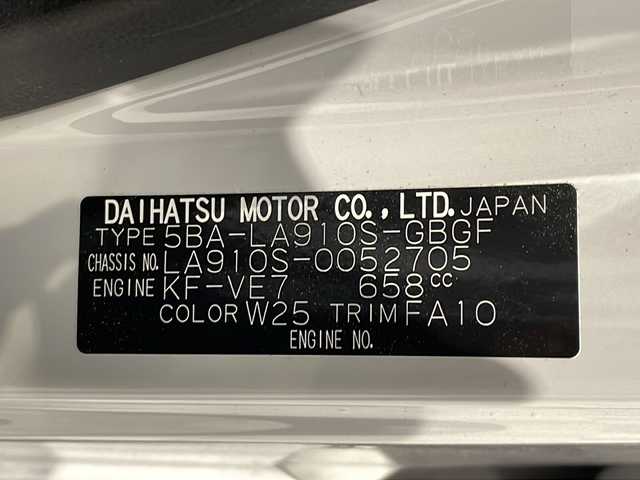 DAIHATSU MOTOR CO.,LTD.JAPAN
TYPE 5BA-LA910S-GBGF
CHASSIS NO. LA910S-0052705
ENGINE KF-VE7 658cc
COLOR W25 TRIM FA10
ENGINE NO.